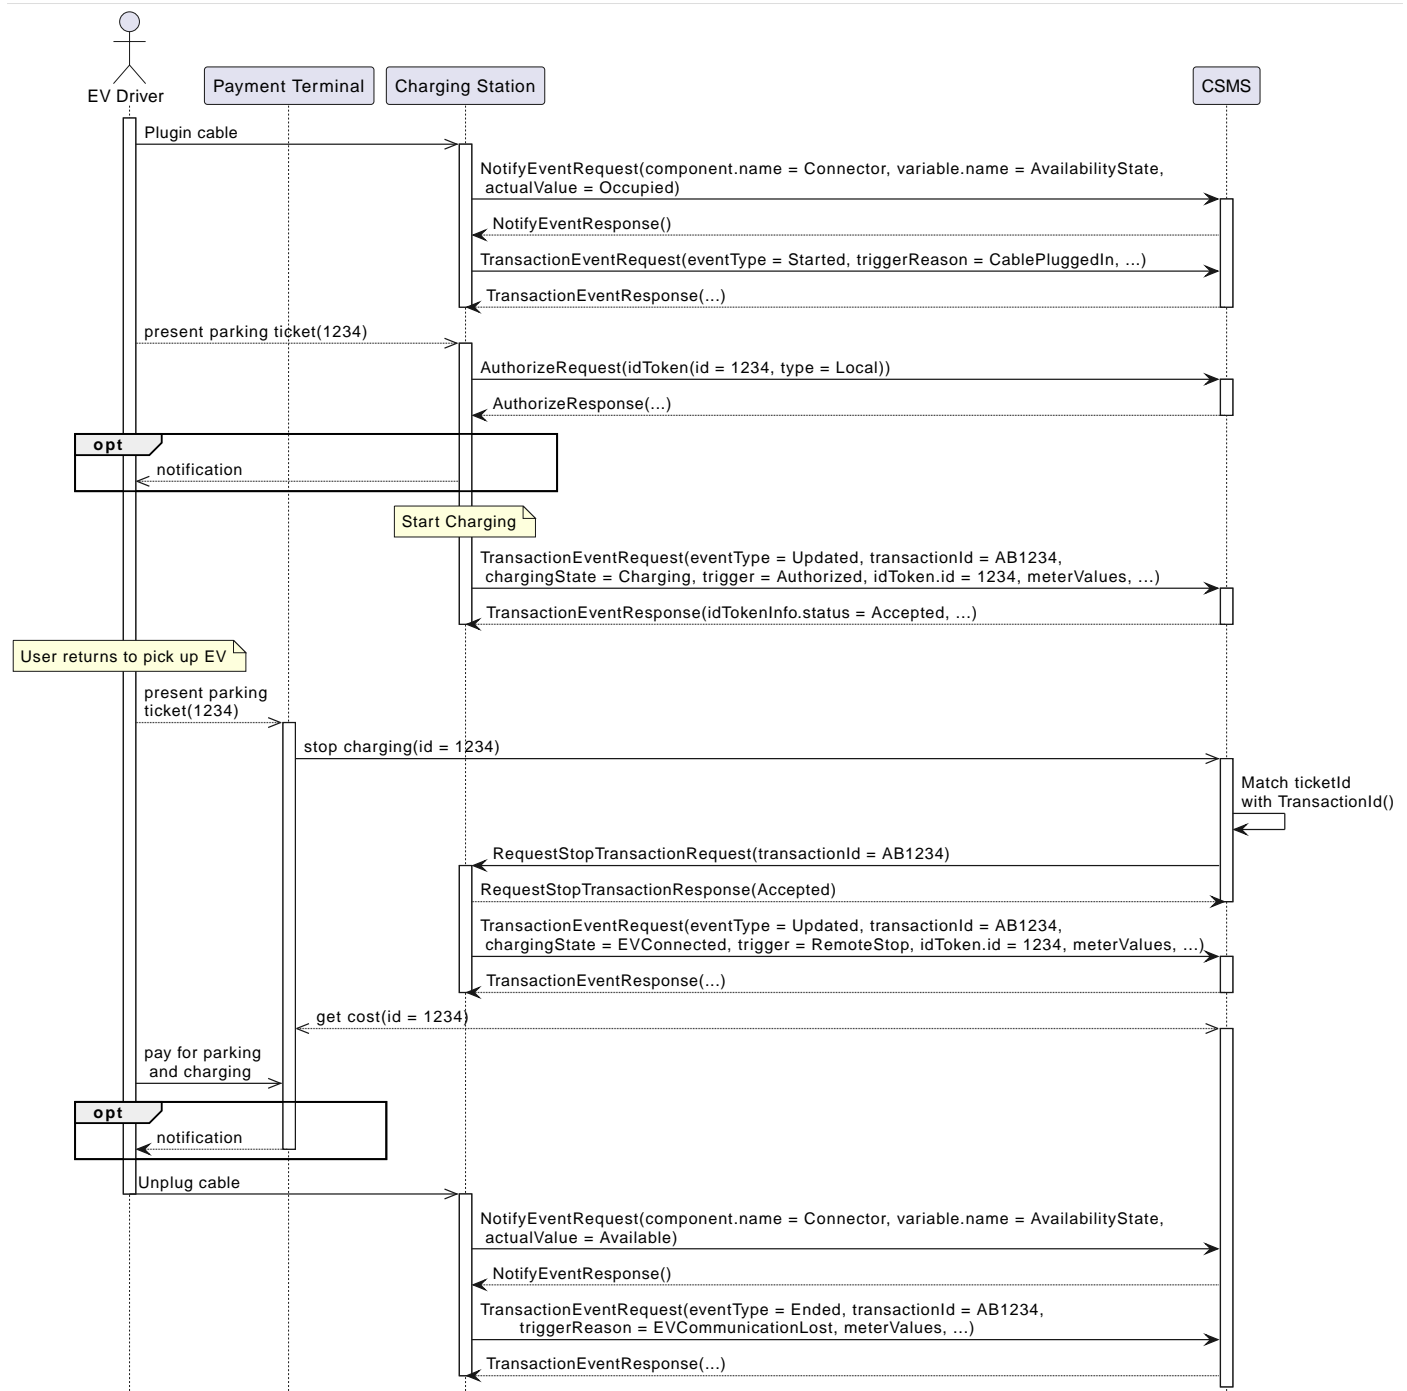 EV Driver
Payment Terminal
Charging Station
CSMS
Plugin cable
NotifyEventRequest(component.name = Connector, variable.name = AvailabilityState,
actualValue = Occupied)
NotifyEventResponse()
TransactionEventRequest(eventType = Started, triggerReason = CablePluggedIn, ...)
TransactionEventResponse(...)
present parking ticket(1234)
AuthorizeRequest(idToken(id = 1234, type = Local))
AuthorizeResponse(...)
opt
notification
Start Charging
TransactionEventRequest(eventType = Updated, transactionId = AB1234,
chargingState = Charging, trigger = Authorized, idToken.id = 1234, meterValues, ...)
TransactionEventResponse(idTokenInfo.status = Accepted, ...)
User returns to pick up EV
present parking
ticket(1234)
stop charging(id = 1234)
Match ticketId
with TransactionId()
RequestStopTransactionRequest(transactionId = AB1234)
RequestStopTransactionResponse(Accepted)
TransactionEventRequest(eventType = Updated, transactionId = AB1234,
chargingState = EVConnected, trigger = RemoteStop, idToken.id = 1234, meterValues, ...)
TransactionEventResponse(...)
get cost(id = 1234)
pay for parking
and charging
opt
notification
Unplug cable
NotifyEventRequest(component.name = Connector, variable.name = AvailabilityState,
actualValue = Available)
NotifyEventResponse()
TransactionEventRequest(eventType = Ended, transactionId = AB1234,
triggerReason = EVCommunicationLost, meterValues, ...)
TransactionEventResponse(...)